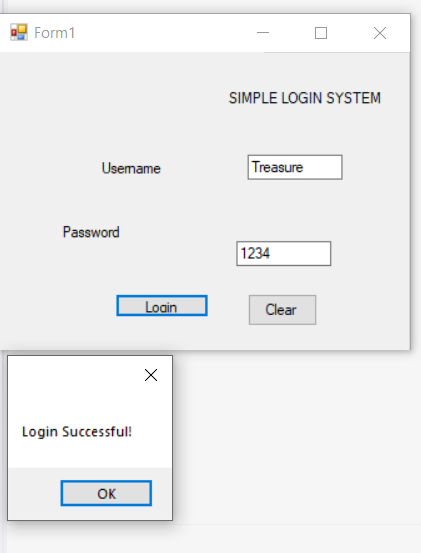 Form1
SIMPLE LOGIN SYSTEM
Username
Treasure
Password
1234
Login
Clear
Login Successful!
OK